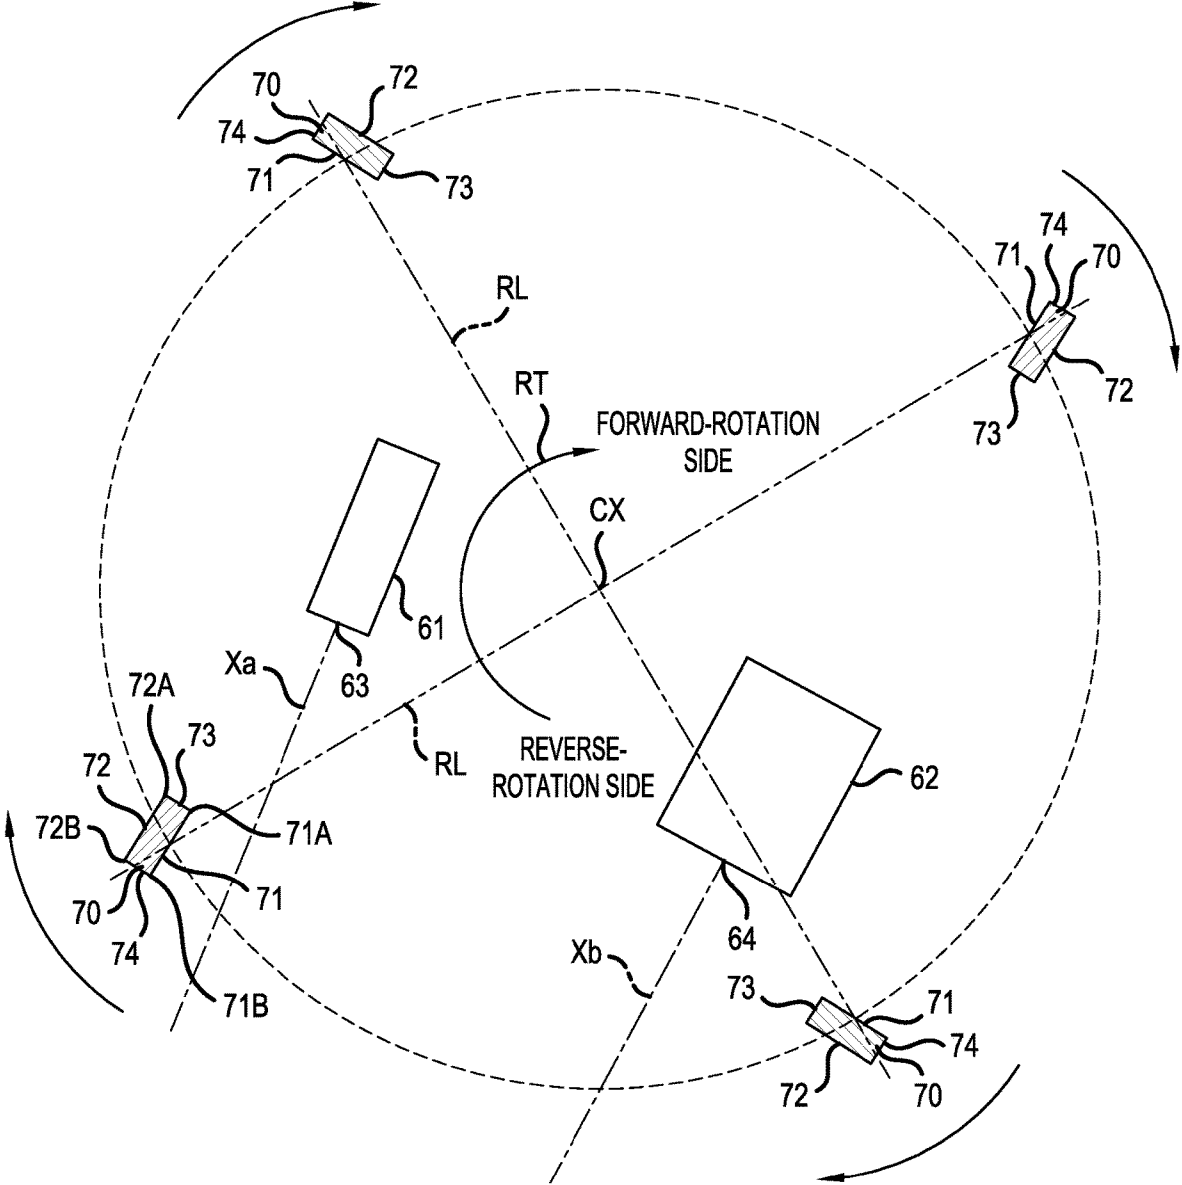 72
70
74
71
73
74
71
70
RL
RT
72
FORWARD-ROTATION
SIDE
73
CX
61
Xa
63
72A
73
REVERSE-
ROTATION SIDE
RL
72
62
72B
71A
71
70
74
64
Xb
71B
73
71
74
72
70